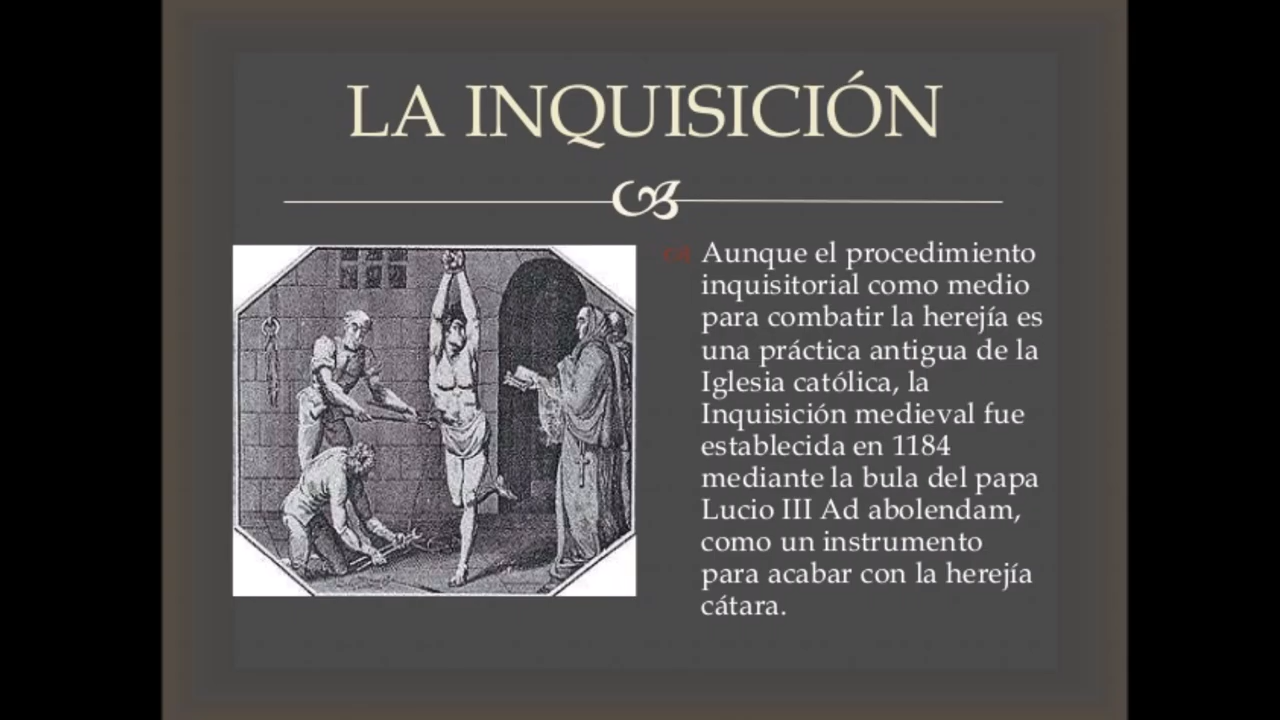 LA INQUISICIÓN
Aunque el procedimiento
inquisitorial como medio
para combatir la herejía es
una práctica antigua de la
Iglesia católica, la
Inquisición medieval fue
establecida en 1184
mediante la bula del papa
Lucio III Ad abolendam,
como un instrumento
para acabar con la herejía
cátara.